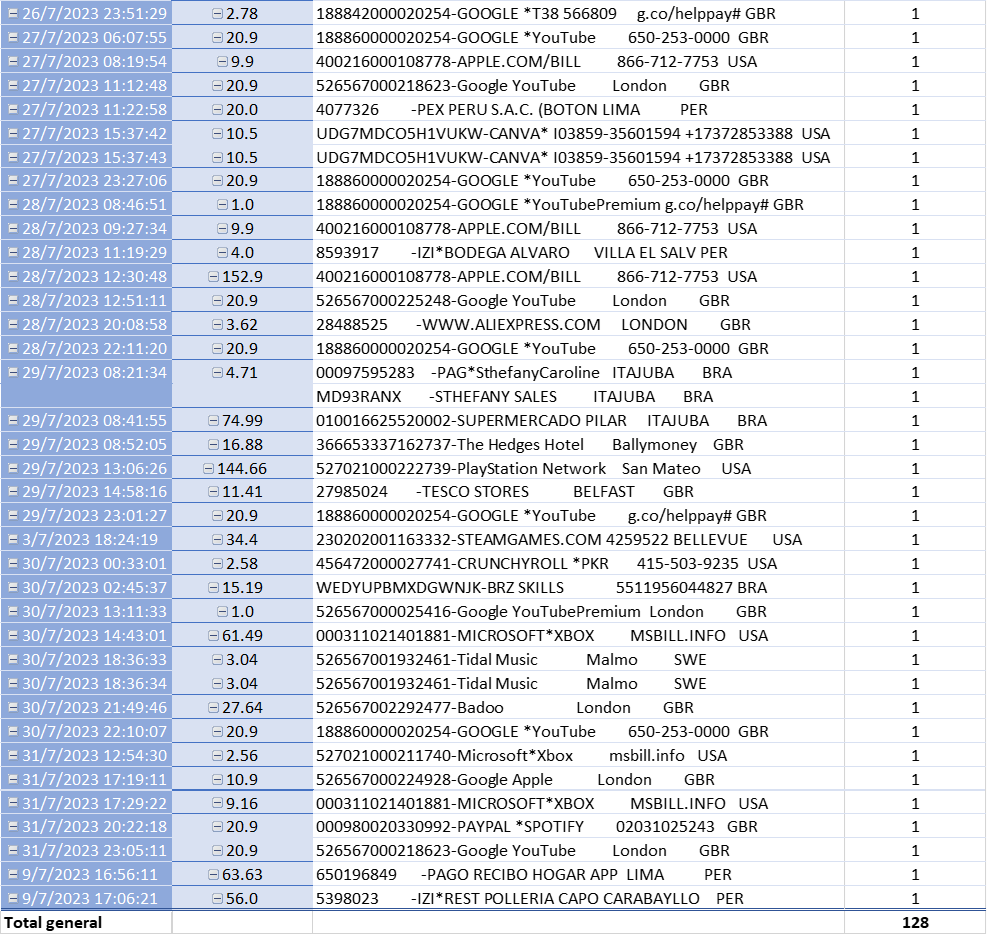 26/7/2023 23:51:29 2.78 188842000020254-GOOGLE *T38 566809 g.co/helppay# GBR 1
27/7/2023 06:07:55 20.9 188860000020254-GOOGLE *YouTube 650-253-0000 GBR 1
27/7/2023 08:19:54 9.9 400216000108778-APPLE.COM/BILL 866-712-7753 USA 1
27/7/2023 11:12:48 20.9 526567000218623-Google YouTube London GBR 1
27/7/2023 11:22:58 20.0 4077326 -PEX PERU S.A.C. (BOTON LIMA PER 1
27/7/2023 15:37:42 10.5 UDG7MDCO5H1VUKW-CANVA* I03859-35601594 +17372853388 USA 1
27/7/2023 15:37:43 10.5 UDG7MDCO5H1VUKW-CANVA* I03859-35601594 +17372853388 USA 1
27/7/2023 23:27:06 20.9 188860000020254-GOOGLE *YouTube 650-253-0000 GBR 1
28/7/2023 08:46:51 1.0 188860000020254-GOOGLE *YouTubePremium g.co/helppay# GBR 1
28/7/2023 09:27:34 9.9 400216000108778-APPLE.COM/BILL 866-712-7753 USA 1
28/7/2023 11:19:29 4.0 8593917 -IZI*BODEGA ALVARO VILLA EL SALV PER 1
28/7/2023 12:30:48 152.9 400216000108778-APPLE.COM/BILL 866-712-7753 USA 1
28/7/2023 12:51:11 20.9 526567000225248-Google YouTube London GBR 1
28/7/2023 20:08:58 3.62 28488525 -WWW.ALIEXPRESS.COM LONDON GBR 1
28/7/2023 22:11:20 20.9 188860000020254-GOOGLE *YouTube 650-253-0000 GBR 1
29/7/2023 08:21:34 4.71 00097595283 -PAG*SthefanyCaroline ITAJUBA BRA 1
MD93RANX -STHEFANY SALES ITAJUBA BRA 1
29/7/2023 08:41:55 74.99 010016625520002-SUPERMERCADO PILAR ITAJUBA BRA 1
29/7/2023 08:52:05 16.88 366653337162737-The Hedges Hotel Ballymoney GBR 1
29/7/2023 13:06:26 144.66 527021000222739-PlayStation Network San Mateo USA 1
29/7/2023 14:58:16 11.41 27985024 -TESCO STORES BELFAST GBR 1
29/7/2023 23:01:27 20.9 188860000020254-GOOGLE *YouTube g.co/helppay# GBR 1
3/7/2023 18:24:19 34.4 230202001163332-STEAMGAMES.COM 4259522 BELLEVUE USA 1
30/7/2023 00:33:01 2.58 456472000027741-CRUNCHYROLL *PKR 415-503-9235 USA 1
30/7/2023 02:45:37 15.19 WEDYUPBMXDGWNJK-BRZ SKILLS 5511956044827 BRA 1
30/7/2023 13:11:33 1.0 526567000025416-Google YouTubePremium London GBR 1
30/7/2023 14:43:01 61.49 000311021401881-MICROSOFT*XBOX MSBILL.INFO USA 1
30/7/2023 18:36:33 3.04 526567001932461-Tidal Music Malmo SWE 1
30/7/2023 18:36:34 3.04 526567001932461-Tidal Music Malmo SWE 1
30/7/2023 21:49:46 27.64 526567002292477-Badoo London GBR 1
30/7/2023 22:10:07 20.9 188860000020254-GOOGLE *YouTube 650-253-0000 GBR 1
31/7/2023 12:54:30 2.56 527021000211740-Microsoft*Xbox msbill.info USA 1
31/7/2023 17:19:11 10.9 526567000224928-Google Apple London GBR 1
31/7/2023 17:29:22 9.16 000311021401881-MICROSOFT*XBOX MSBILL.INFO USA 1
31/7/2023 20:22:18 20.9 000980020330992-PAYPAL *SPOTIFY 02031025243 GBR 1
31/7/2023 23:05:11 20.9 526567000218623-Google YouTube London GBR 1
9/7/2023 16:56:11 63.63 650196849 -PAGO RECIBO HOGAR APP LIMA PER 1
9/7/2023 17:06:21 56.0 5398023 -IZI*REST POLLERIA CAPO CARABAYLLO PER 1
Total general 128